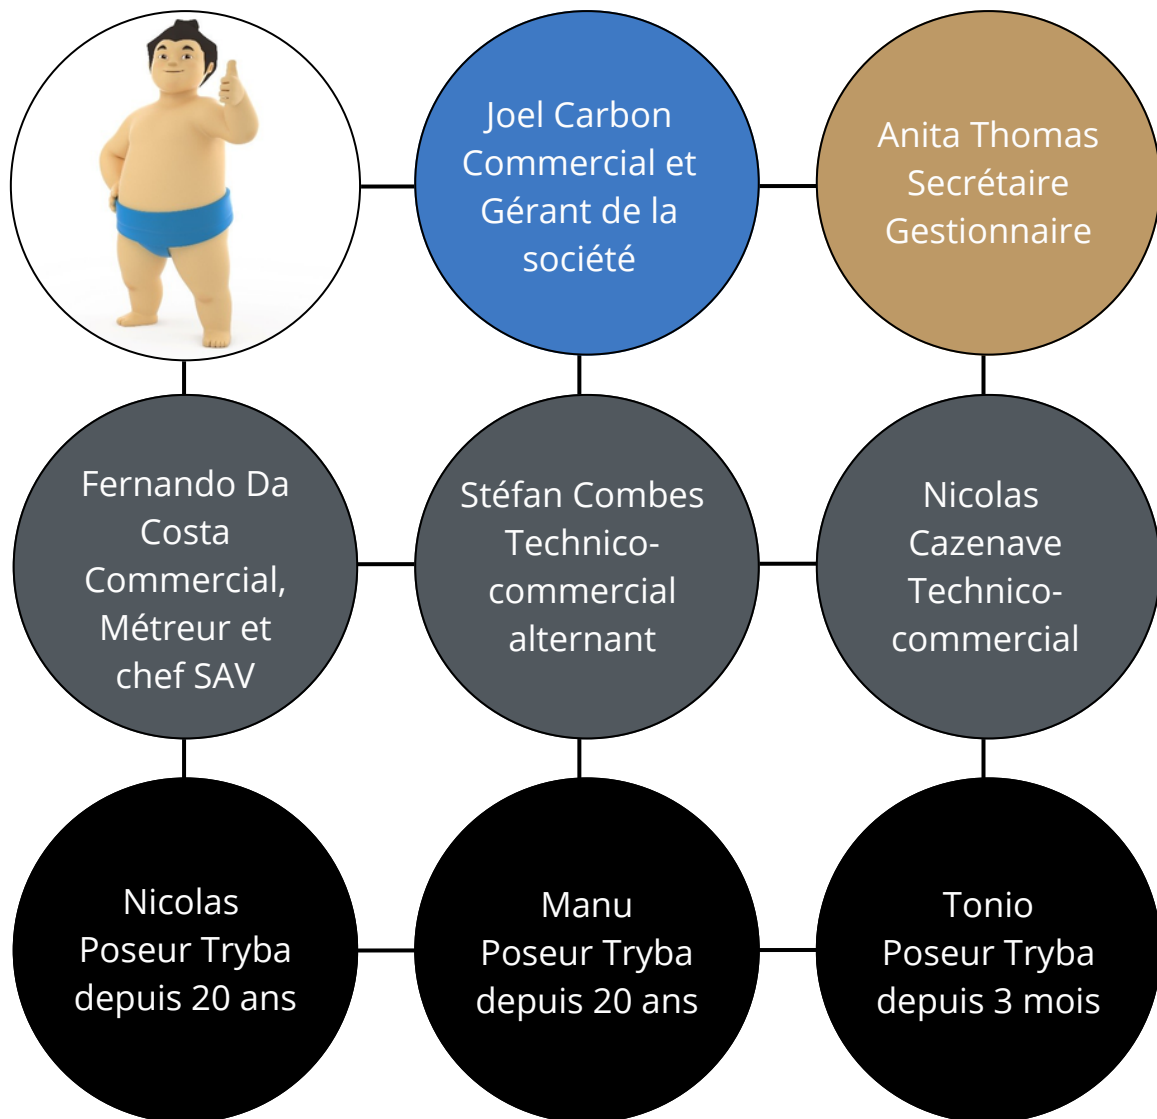 Joel Carbon
Commercial et
Gérant de la
société
Anita Thomas
Secrétaire
Gestionnaire
Fernando Da
Costa
Commercial,
Métreur et
chef SAV
Stéfan Combes
Technico-
commercial
alternant
Nicolas
Cazenave
Technico-
commercial
Nicolas
Poseur Tryba
depuis 20 ans
Manu
Poseur Tryba
depuis 20 ans
Tonio
Poseur Tryba
depuis 3 mois